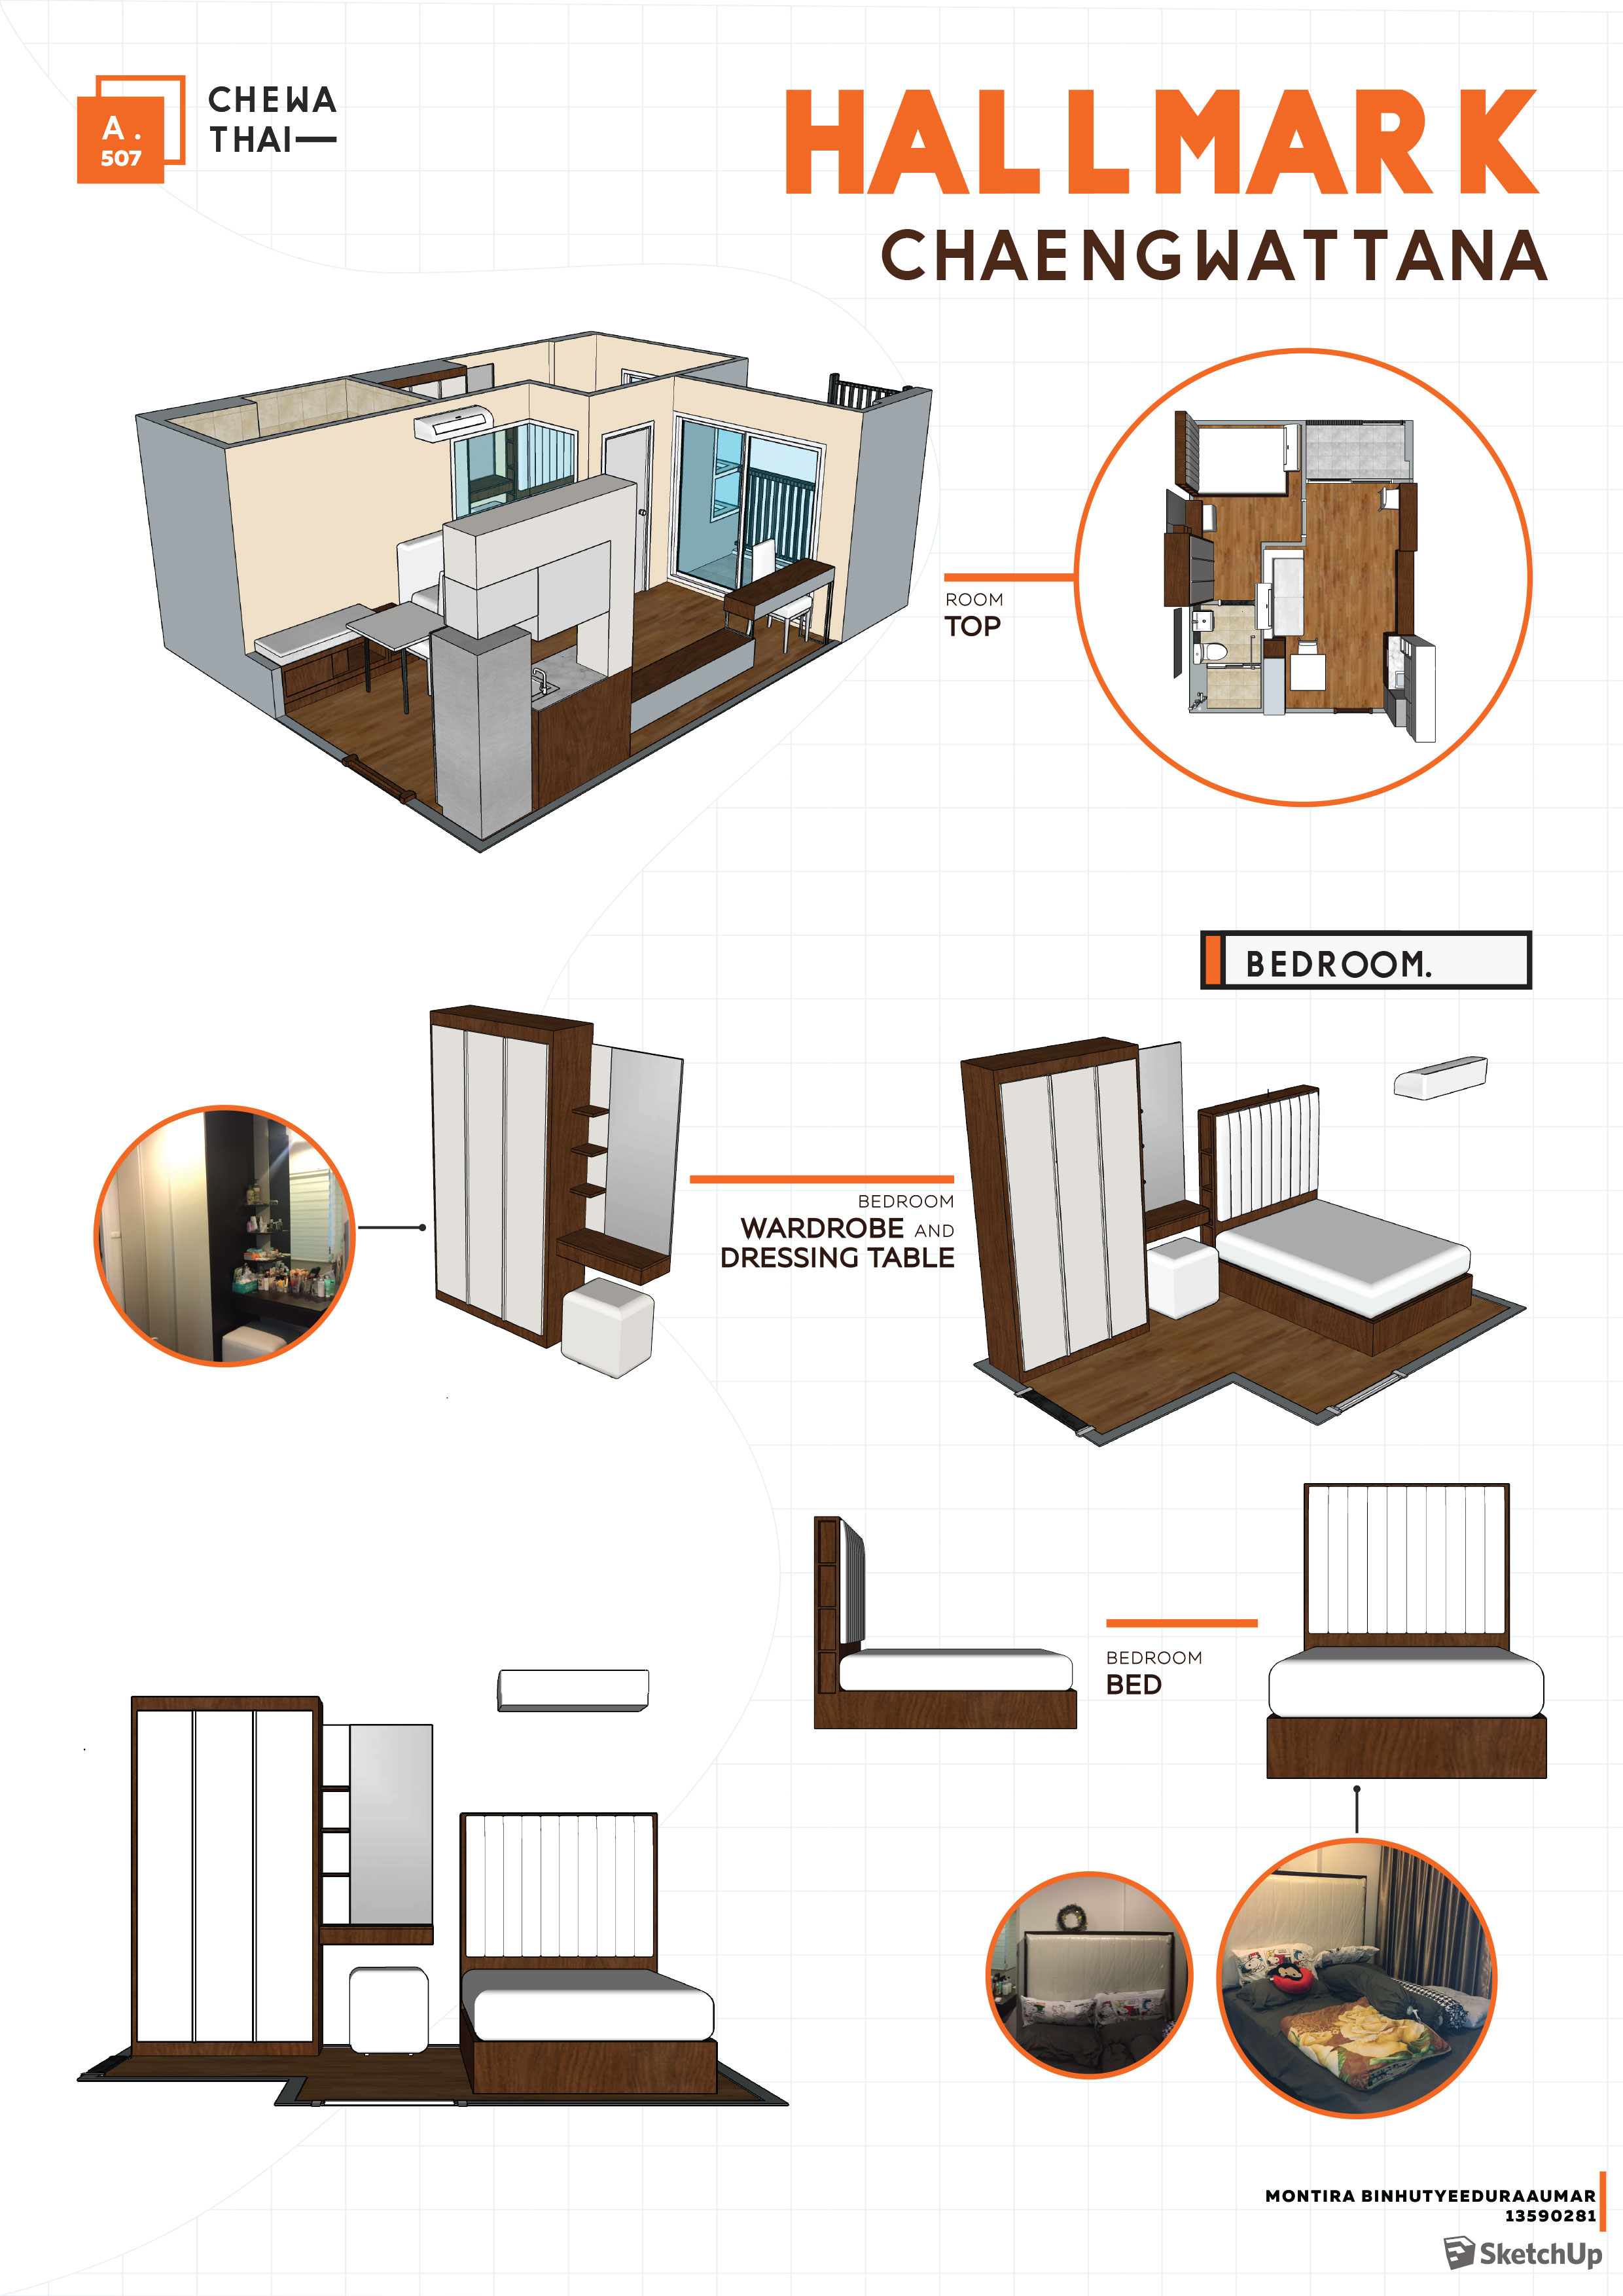 A.
507
CHEWA
THAI—
HALLMARK
CHAENGWATTANA
ROOM
TOP
BEDROOM.
BEDROOM
WARDROBE AND
DRESSING TABLE
BEDROOM
BED
MONTIRA BINHUTYEEDURAAUMAR
13590281
SketchUp